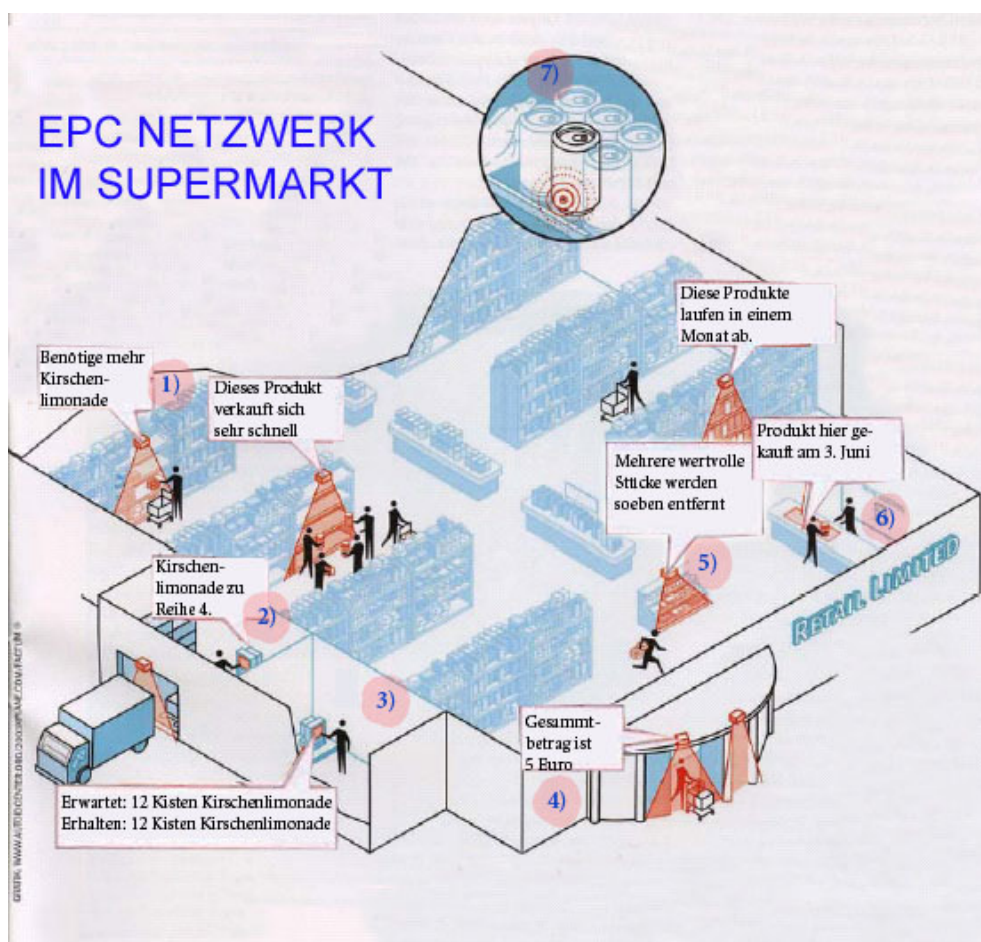 7)
EPC NETZWERK
IM SUPERMARKT
Diese Produkte
laufen in einem
Monat ab.
Benötige mehr
Kirschen-
limonade
1)
Dieses Produkt
verkauft sich
sehr schnell
Produkt hier ge-
kauft am 3. Juni
Mehrere wertvolle
Stücke werden
soeben entfernt
6)
5)
Kirschen-
limonade zu
Reihe 4.
2)
RETAIL LIMITED
3)
Gesammt-
betrag ist
5 Euro
4)
Erwartet: 12 Kisten Kirschenlimonade
Erhalten: 12 Kisten Kirschenlimonade